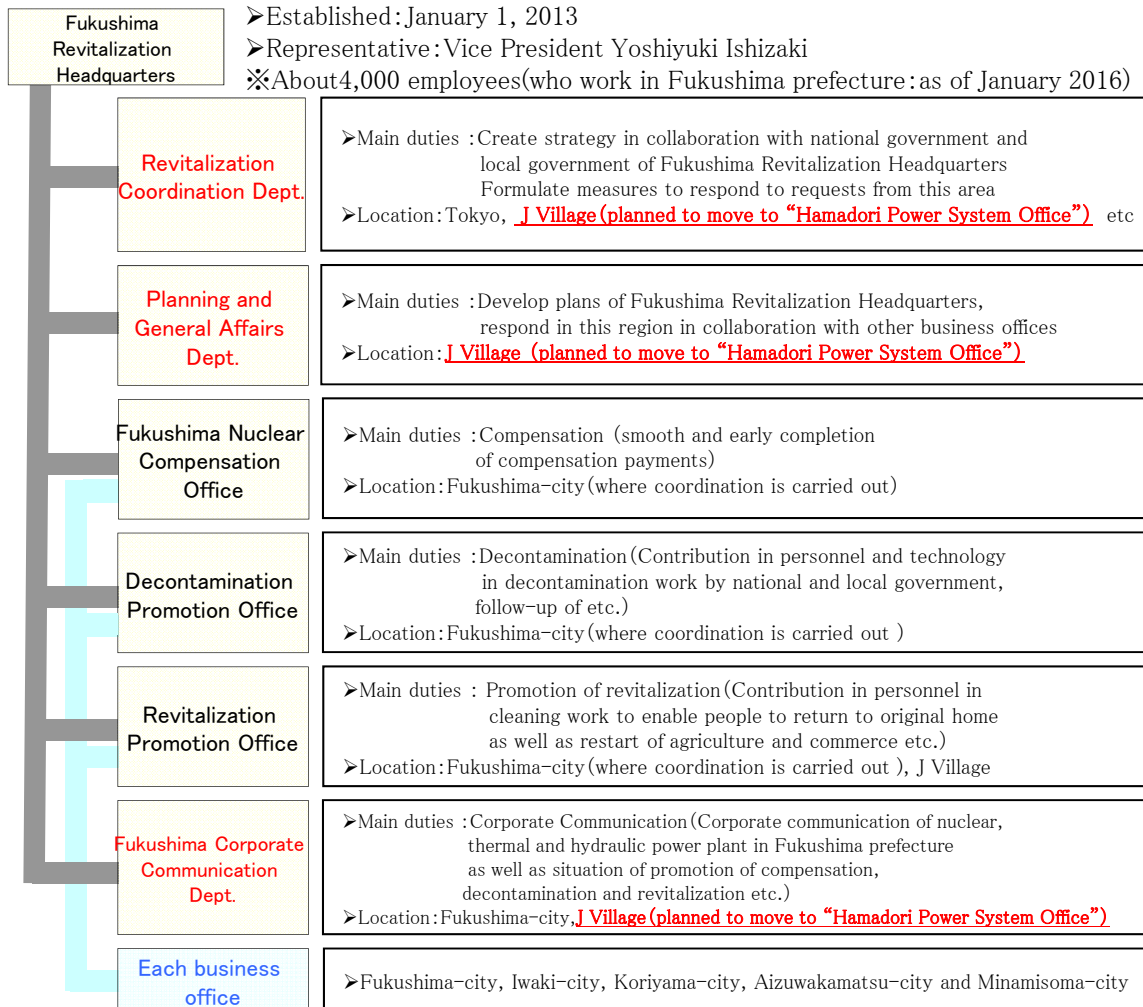 Fukushima
Revitalization
Headquarters
➢Established:January 1, 2013
➢Representative:Vice President Yoshiyuki Ishizaki
※About4,000 employees(who work in Fukushima prefecture:as of January 2016)
Revitalization
Coordination Dept.
➢Main duties :Create strategy in collaboration with national government and
local government of Fukushima Revitalization Headquarters
Formulate measures to respond to requests from this area
➢Location:Tokyo, J Village(planned to move to “Hamadori Power System Office”) etc
Planning and
General Affairs
Dept.
➢Main duties :Develop plans of Fukushima Revitalization Headquarters,
respond in this region in collaboration with other business offices
➢Location:J Village (planned to move to “Hamadori Power System Office”)
Fukushima Nuclear
Compensation
Office
➢Main duties :Compensation (smooth and early completion
of compensation payments)
➢Location:Fukushima-city(where coordination is carried out)
Decontamination
Promotion Office
➢Main duties :Decontamination(Contribution in personnel and technology
in decontamination work by national and local government,
follow-up of etc.)
➢Location:Fukushima-city(where coordination is carried out )
Revitalization
Promotion Office
➢Main duties : Promotion of revitalization(Contribution in personnel in
cleaning work to enable people to return to original home
as well as restart of agriculture and commerce etc.)
➢Location:Fukushima-city(where coordination is carried out ), J Village
Fukushima Corporate
Communication
Dept.
➢Main duties :Corporate Communication(Corporate communication of nuclear,
thermal and hydraulic power plant in Fukushima prefecture
as well as situation of promotion of compensation,
decontamination and revitalization etc.)
➢Location:Fukushima-city,J Village(planned to move to “Hamadori Power System Office”)
Each business
office
➢Fukushima-city, Iwaki-city, Koriyama-city, Aizuwakamatsu-city and Minamisoma-city